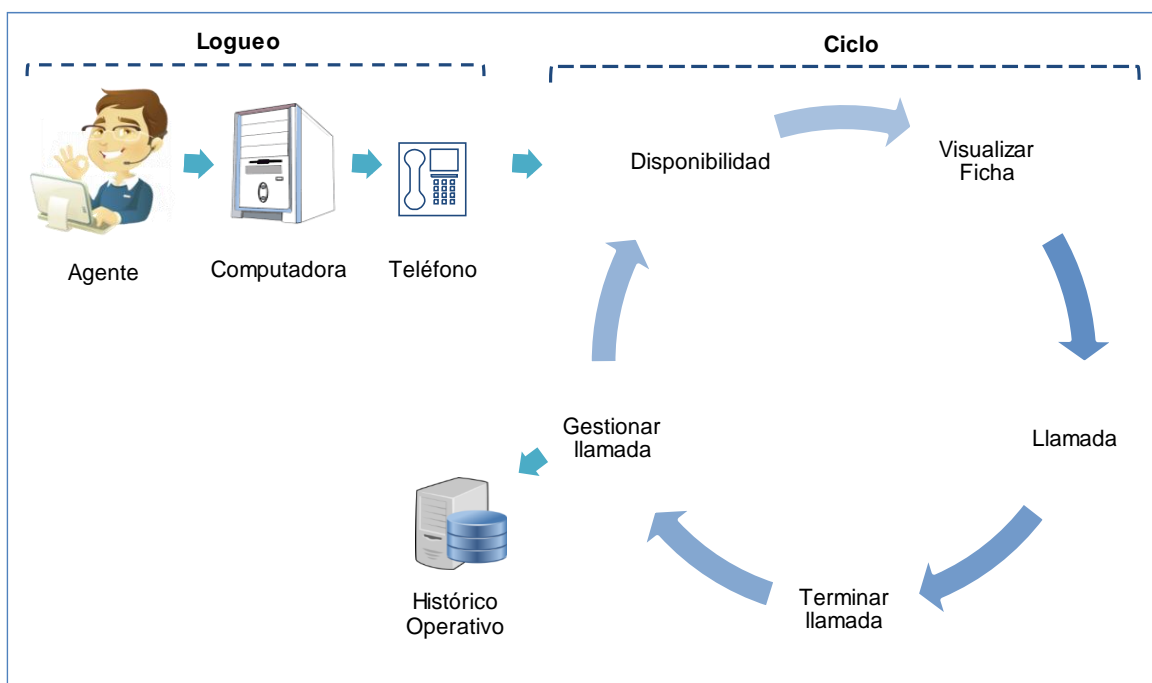 Logueo
Ciclo
Agente
Computadora
Teléfono
Disponibilidad
Visualizar
Ficha
Llamada
Terminar
llamada
Gestionar
llamada
Histórico
Operativo